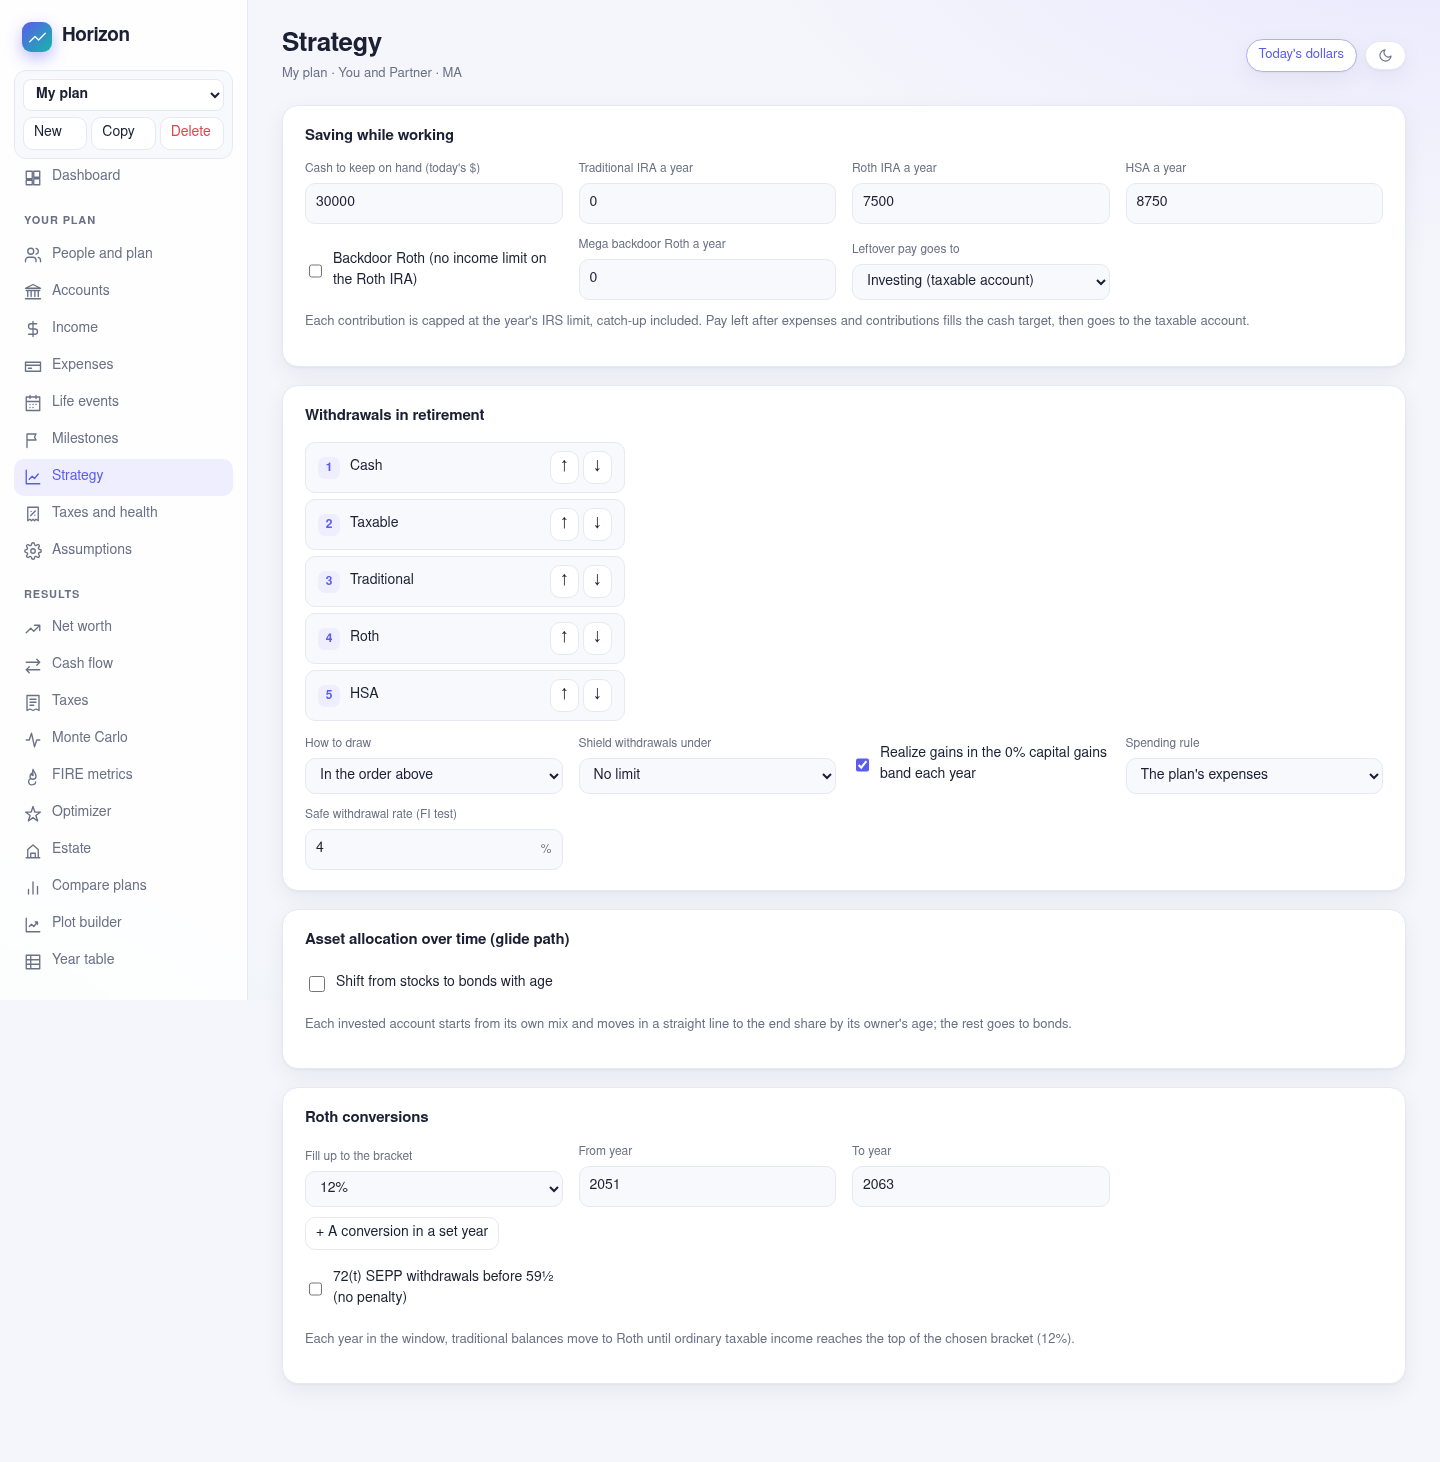 Horizon
My plan
New
Copy
Delete
Dashboard
YOUR PLAN
People and plan
Accounts
Income
Expenses
Life events
Milestones
Strategy
Taxes and health
Assumptions
RESULTS
Net worth
Cash flow
Taxes
Monte Carlo
FIRE metrics
Optimizer
Estate
Compare plans
Plot builder
Year table
Strategy
My plan · You and Partner · MA
Today's dollars
Saving while working
Cash to keep on hand (today's $)
Traditional IRA a year
Roth IRA a year
HSA a year
30000
0
7500
8750
Backdoor Roth (no income limit on
the Roth IRA)
Mega backdoor Roth a year
0
Leftover pay goes to
Investing (taxable account)
Each contribution is capped at the year's IRS limit, catch-up included. Pay left after expenses and contributions fills the cash target, then goes to the taxable account.
Withdrawals in retirement
1 Cash ↑ ↓
2 Taxable ↑ ↓
3 Traditional ↑ ↓
4 Roth ↑ ↓
5 HSA ↑ ↓
How to draw
In the order above
Shield withdrawals under
No limit
Realize gains in the 0% capital gains
band each year
Spending rule
The plan's expenses
Safe withdrawal rate (FI test)
4 %
Asset allocation over time (glide path)
Shift from stocks to bonds with age
Each invested account starts from its own mix and moves in a straight line to the end share by its owner's age; the rest goes to bonds.
Roth conversions
Fill up to the bracket
12%
From year
2051
To year
2063
+ A conversion in a set year
72(t) SEPP withdrawals before 59½
(no penalty)
Each year in the window, traditional balances move to Roth until ordinary taxable income reaches the top of the chosen bracket (12%).